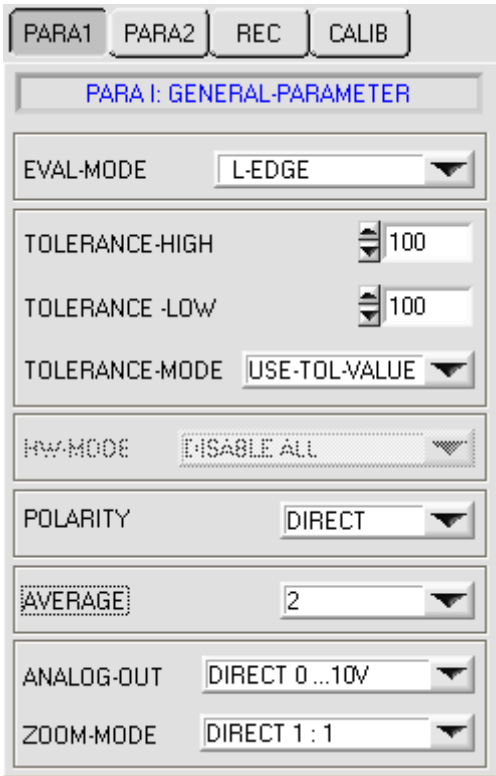 PARA1 PARA2 REC CALIB
PARA I: GENERAL-PARAMETER
EVAL-MODE L-EDGE
TOLERANCE-HIGH 100
TOLERANCE -LOW 100
TOLERANCE-MODE USE-TOL-VALUE
HW-MODE DISABLE ALL
POLARITY DIRECT
AVERAGE 2
ANALOG-OUT DIRECT 0 ...10V
ZOOM-MODE DIRECT 1 : 1